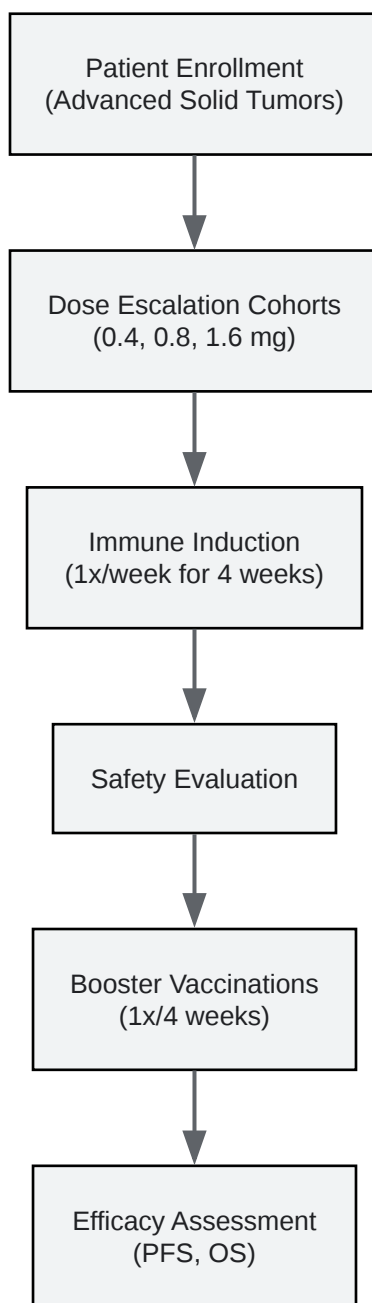 Patient Enrollment
(Advanced Solid Tumors)
Dose Escalation Cohorts
(0.4, 0.8, 1.6 mg)
Immune Induction
(1x/week for 4 weeks)
Safety Evaluation
Booster Vaccinations
(1x/4 weeks)
Efficacy Assessment
(PFS, OS)